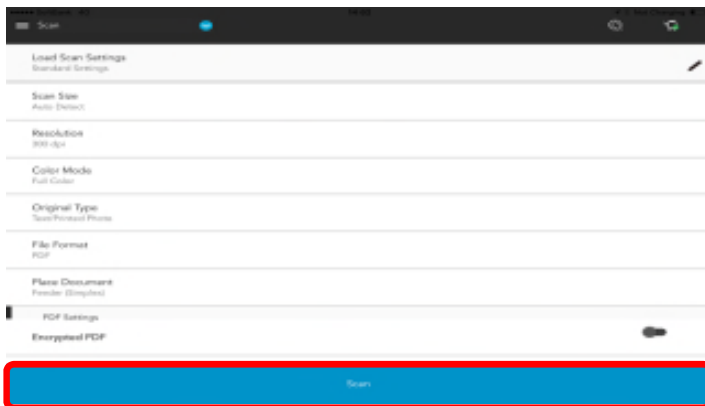 Scan
Load Scan Settings
Standard Settings
Scan Size
Auto Detect
Resolution
300 dpi
Color Mode
Full Color
Original Type
Text/Printed Photo
File Format
PDF
Place Document
Feeder (Simplex)
PDF Settings
Encrypted PDF
Scan